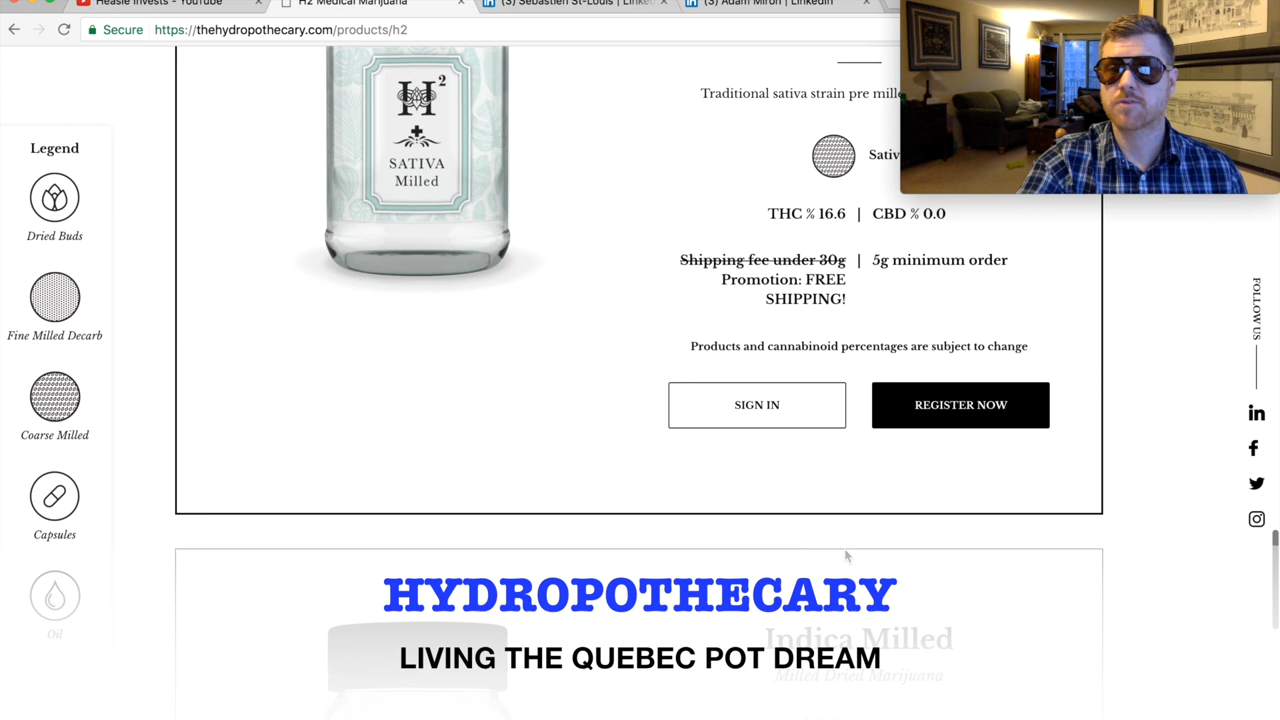 Heasle Invests - YouTube
H2 Medical Marijuana
(3) Sebastien St-Louis | Linked
(3) Adam Miron | LinkedIn
Secure
https://thehydropothecary.com/products/h2
Legend
Dried Buds
Fine Milled Decarb
Coarse Milled
Capsules
Oil
H2
SATIVA
Milled
Traditional sativa strain pre mille
Sativ
THC % 16.6 | CBD % 0.0
Shipping fee under 30g | 5g minimum order
Promotion: FREE
SHIPPING!
Products and cannabinoid percentages are subject to change
SIGN IN
REGISTER NOW
FOLLOW US
HYDROPOTHECARY
Indica Milled
LIVING THE QUEBEC POT DREAM
Milled Dried Marijuana